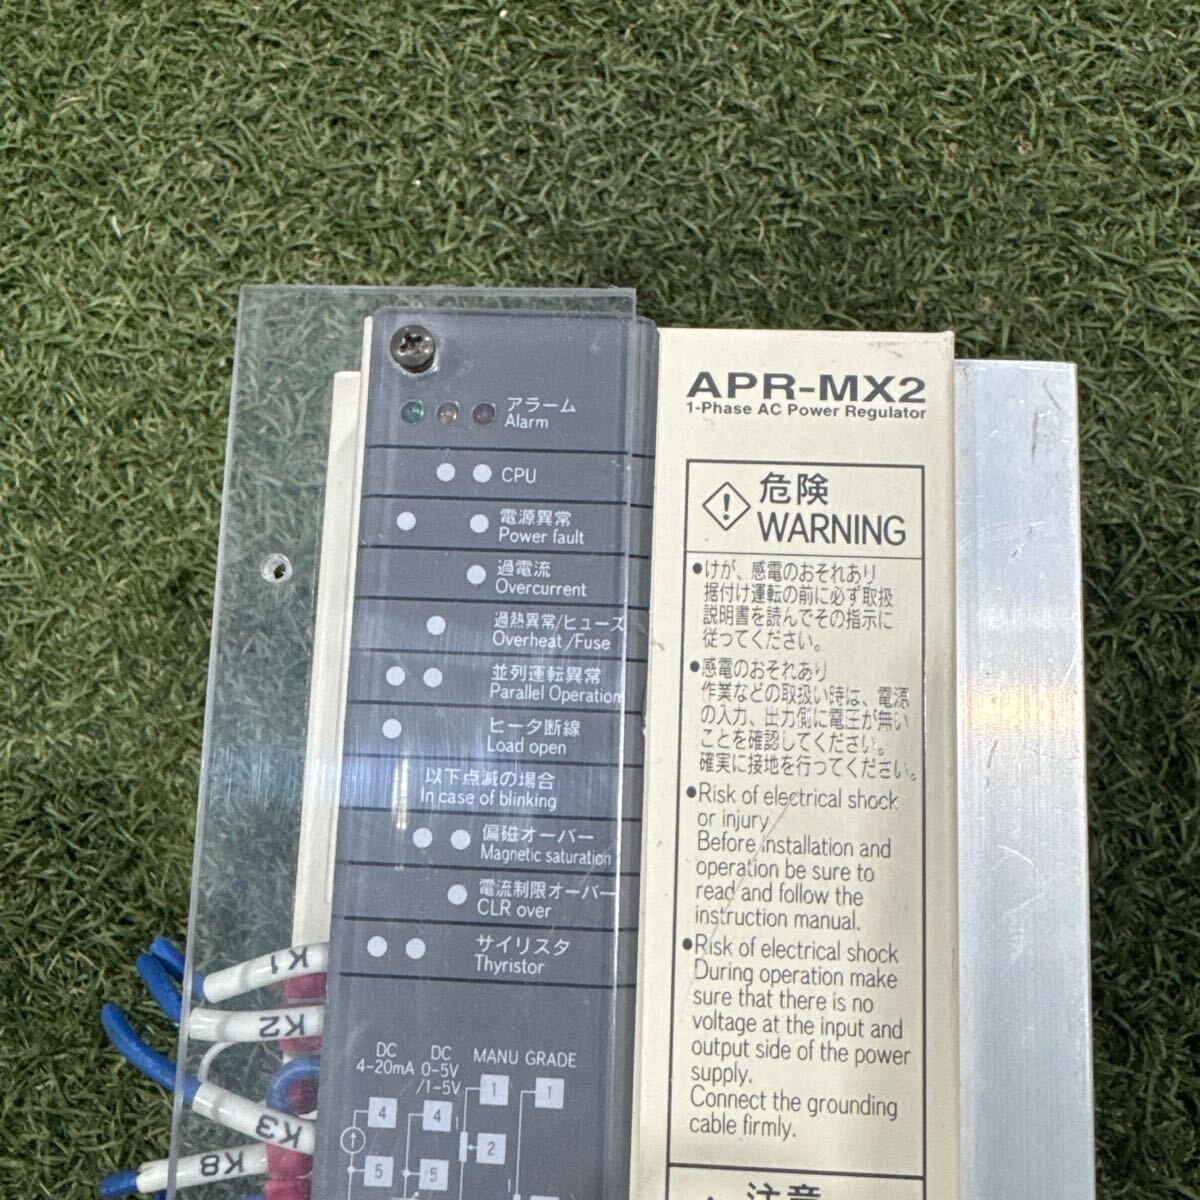 アラーム
Alarm
CPU
電源異常
Power fault
過電流
Overcurrent
過熱異常/ヒューズ
Overheat/Fuse
並列運転異常
Parallel Operation
ヒータ断線
Load open
以下点滅の場合
In case of blinking
偏磁オーバー
Magnetic saturation
電流制限オーバー
CLR over
サイリスタ
Thyristor
DC
4-20mA
DC
0-5V
/1-5V
MANU GRADE
1
1
4
4
1
2
5
5
1
K1
K2
K3
K8
APR-MX2
1-Phase AC Power Regulator
危険
WARNING
●けが、感電のおそれあり
据付け運転の前に必ず取扱
説明書を読んでその指示に
従ってください。
●感電のおそれあり
作業などの取扱い時は、電源
の入力、出力側に電圧が無い
ことを確認してください。
確実に接地を行ってください。
●Risk of electrical shock
or injury
Before installation and
operation be sure to
read and follow the
instruction manual.
●Risk of electrical shock
During operation make
sure that there is no
voltage at the input and
output side of the power
supply.
Connect the grounding
cable firmly.
注意